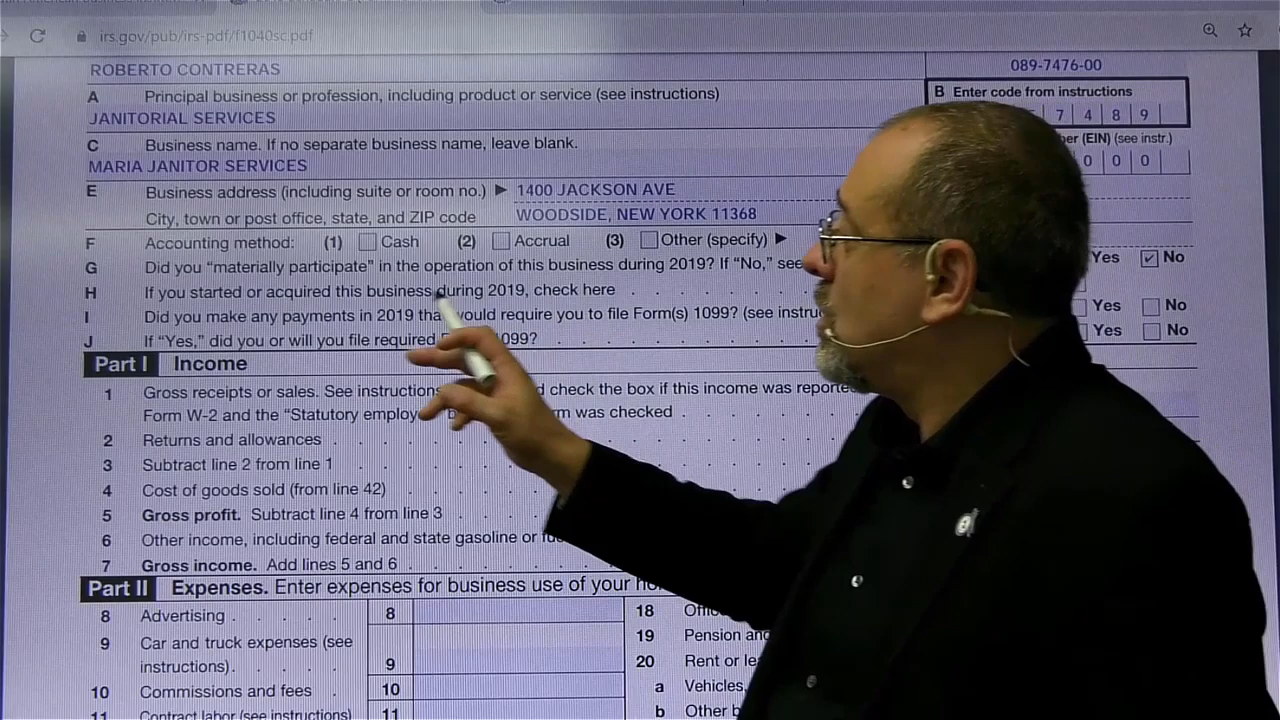 irs.gov/pub/irs-pdf/f1040sc.pdf
ROBERTO CONTRERAS 089-7476-00
A Principal business or profession, including product or service (see instructions)
B Enter code from instructions
JANITORIAL SERVICES
7 4 8 9
C Business name. If no separate business name, leave blank.
(EIN) (see instr.)
MARIA JANITOR SERVICES
0 0 0
E Business address (including suite or room no.) ▶ 1400 JACKSON AVE
City, town or post office, state, and ZIP code WOODSIDE, NEW YORK 11368
F Accounting method: (1) Cash (2) Accrual (3) Other (specify) ▶
G Did you “materially participate” in the operation of this business during 2019? If “No,” see Yes ✓ No
H If you started or acquired this business during 2019, check here . . . . . . .
I Did you make any payments in 2019 that would require you to file Form(s) 1099? (see Yes No
J If “Yes,” did you or will you file required 1099? . . . . . . . . . . Yes No
Part I Income
1 Gross receipts or sales. See check the box if this income was
Form W-2 and the “Statutory was checked . . . . . .
2 Returns and allowances . . . . . . . . . . . . . . .
3 Subtract line 2 from line 1 . . . . . . . . . . . . . .
4 Cost of goods sold (from line 42) . . . . . . . . . . . .
5 Gross profit. Subtract line 4 from line 3 . . . . . . . .
6 Other income, including federal and state gasoline or
7 Gross income. Add lines 5 and 6 . . . . . . . .
Part II Expenses. Enter expenses for business use of your
8 Advertising . . . . . 8
18
9 Car and truck expenses (see
19 Pension
instructions). . . . . 9
20 Rent or
10 Commissions and fees . 10
a Vehicles,
11 Contract labor (see instructions) 11
b Other